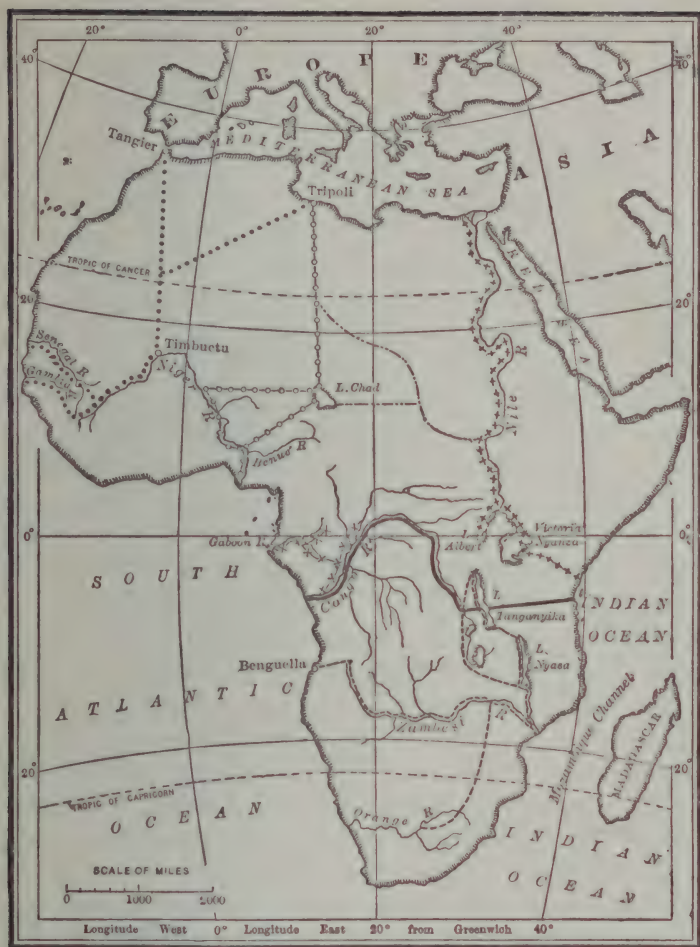 20° 0° 20° 40°
40° 40°
EUROPE
ASIA
Tangier
MEDITERRANEAN SEA
Tripoli
TROPIC OF CANCER
RED SEA
20° 20°
Senegal R
Gambia R
Timbuctu
Niger R
L. Chad
Nile R
Benue R
0° 0°
Gaboon R
L. Albert
Victoria Nyanza
SOUTH
Congo R
L. Tanganyika
INDIAN
OCEAN
Benguella
L. Nyasa
ATLANTIC
Zambesi R
Mozambique Channel
MADAGASCAR
20° 20°
TROPIC OF CAPRICORN
OCEAN
Orange R
INDIAN
OCEAN
SCALE OF MILES
0 1000 2000
Longitude West 0° Longitude East 20° from Greenwich 40°